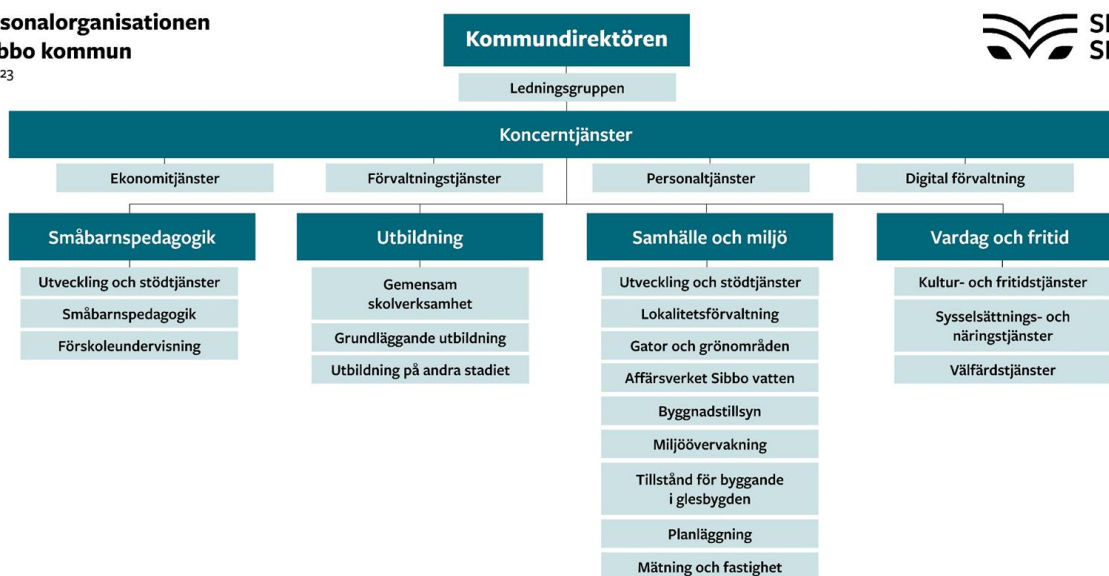 sonalorganisationen
bbo kommun
23
Kommundirektören
Ledningsgruppen
Koncerntjänster
Ekonomitjänster
Förvaltningstjänster
Personaltjänster
Digital förvaltning
Småbarnspedagogik
Utveckling och stödtjänster
Småbarnspedagogik
Förskoleundervisning
Utbildning
Gemensam
skolverksamhet
Grundläggande utbildning
Utbildning på andra stadiet
Samhälle och miljö
Utveckling och stödtjänster
Lokalitetsförvaltning
Gator och grönområden
Affärsverket Sibbo vatten
Byggnadstillsyn
Miljöövervakning
Tillstånd för byggande
i glesbygden
Planläggning
Mätning och fastighet
Vardag och fritid
Kultur- och fritidstjänster
Sysselsättnings- och
näringstjänster
Välfärdstjänster